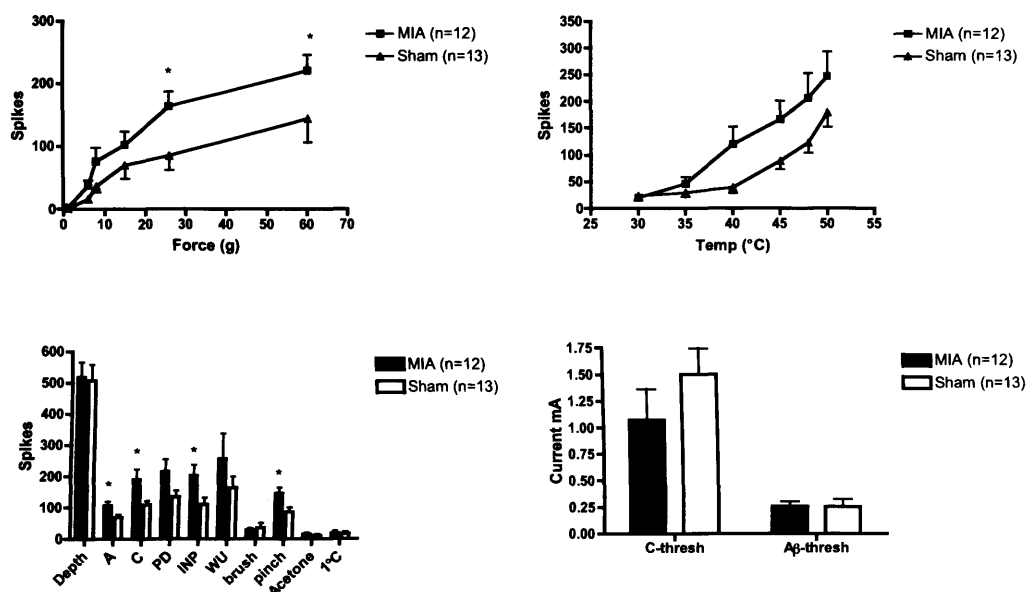 300
200
100
0
Spikes
0 10 20 30 40 50 60 70
Force (g)
* *
MIA (n=12)
Sham (n=13)
350
300
250
200
150
100
50
0
Spikes
25 30 35 40 45 50 55
Temp (°C)
MIA (n=12)
Sham (n=13)
600
500
400
300
200
100
0
Spikes
* * * *
Depth A C PD INP WU brush pinch Acetone 1°C
MIA (n=12)
Sham (n=13)
1.75
1.50
1.25
1.00
0.75
0.50
0.25
0.00
Current mA
C-thresh Aβ-thresh
MIA (n=12)
Sham (n=13)